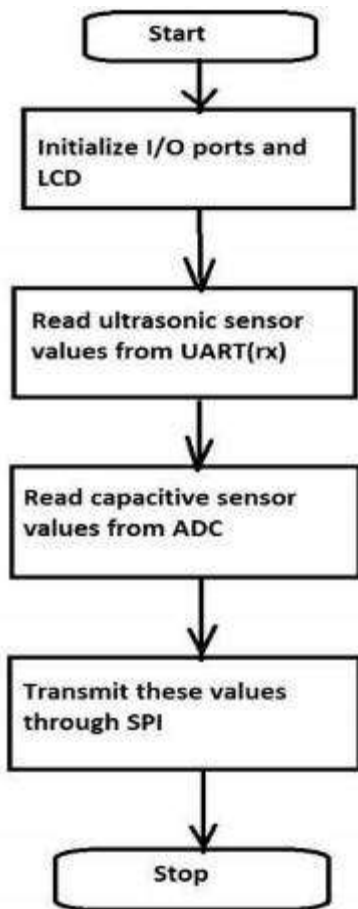 Start
Initialize I/O ports and
LCD
Read ultrasonic sensor
values from UART(rx)
Read capacitive sensor
values from ADC
Transmit these values
through SPI
Stop